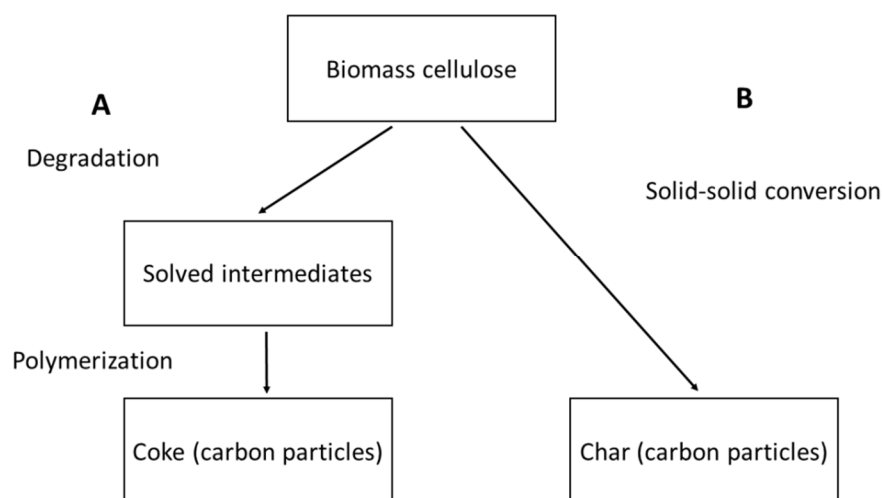 Biomass cellulose
A
B
Degradation
Solid-solid conversion
Solved intermediates
Polymerization
Coke (carbon particles)
Char (carbon particles)